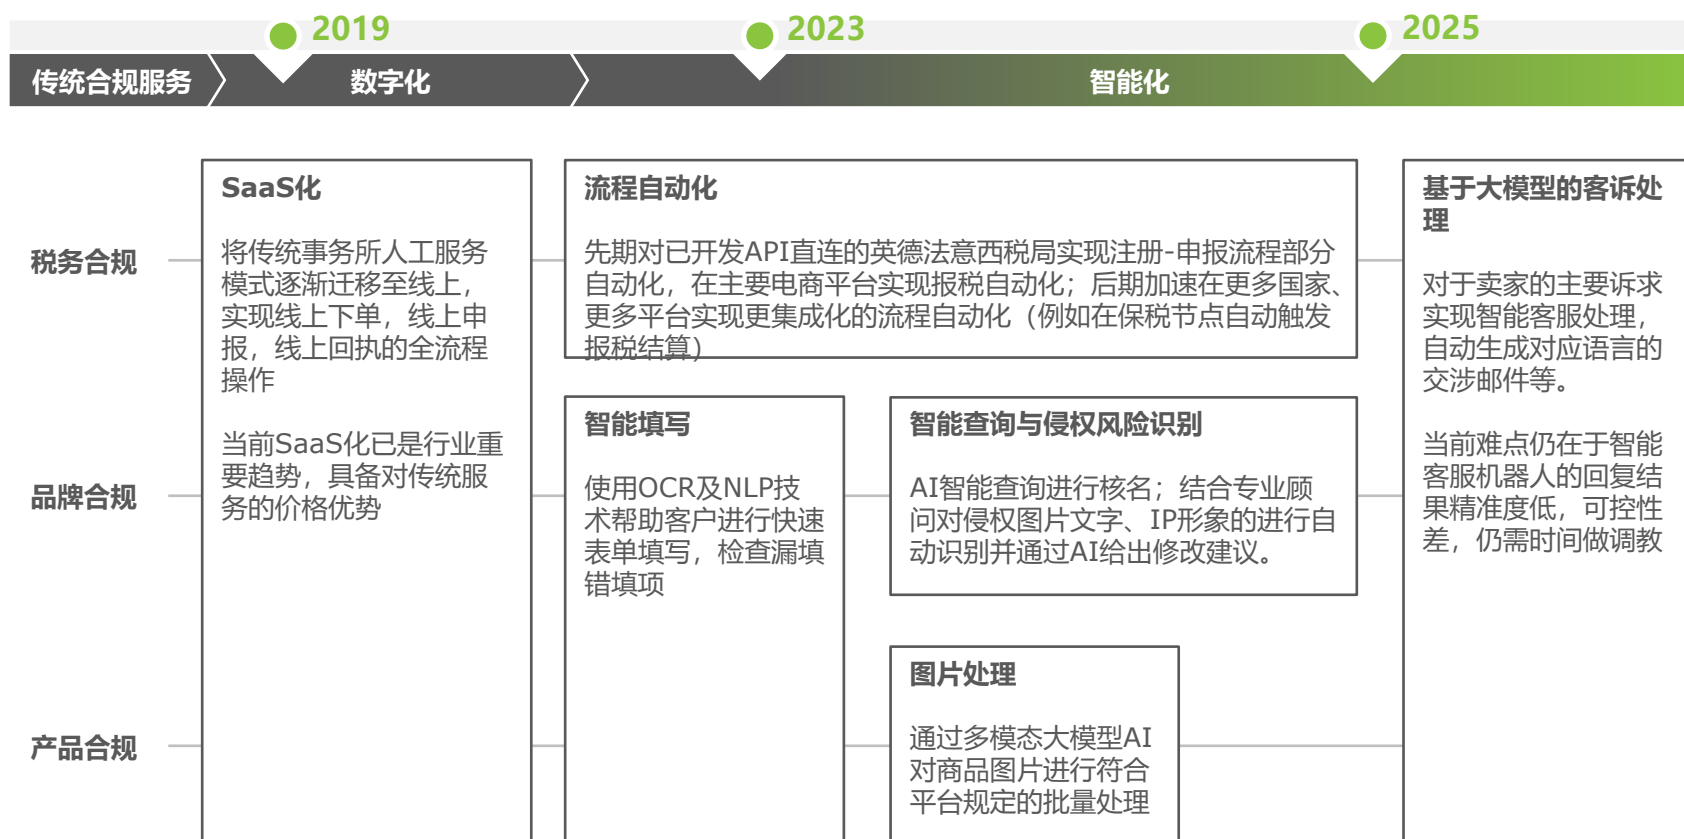 2019
2023
2025
传统合规服务
数字化
智能化
税务合规
品牌合规
产品合规
SaaS化
将传统事务所人工服务
模式逐渐迁移至线上，
实现线上下单，线上申
报，线上回执的全流程
操作
当前SaaS化已是行业重
要趋势，具备对传统服
务的价格优势
流程自动化
先期对已开发API直连的英德法意西税局实现注册-申报流程部分
自动化，在主要电商平台实现报税自动化；后期加速在更多国家、
更多平台实现更集成化的流程自动化（例如在保税节点自动触发
报税结算）
智能填写
使用OCR及NLP技
术帮助客户进行快速
表单填写，检查漏填
错填项
智能查询与侵权风险识别
AI智能查询进行核名；结合专业顾
问对侵权图片文字、IP形象的进行自
动识别并通过AI给出修改建议。
图片处理
通过多模态大模型AI
对商品图片进行符合
平台规定的批量处理
基于大模型的客诉处
理
对于卖家的主要诉求
实现智能客服处理，
自动生成对应语言的
交涉邮件等。
当前难点仍在于智能
客服机器人的回复结
果精准度低，可控性
差，仍需时间做调教